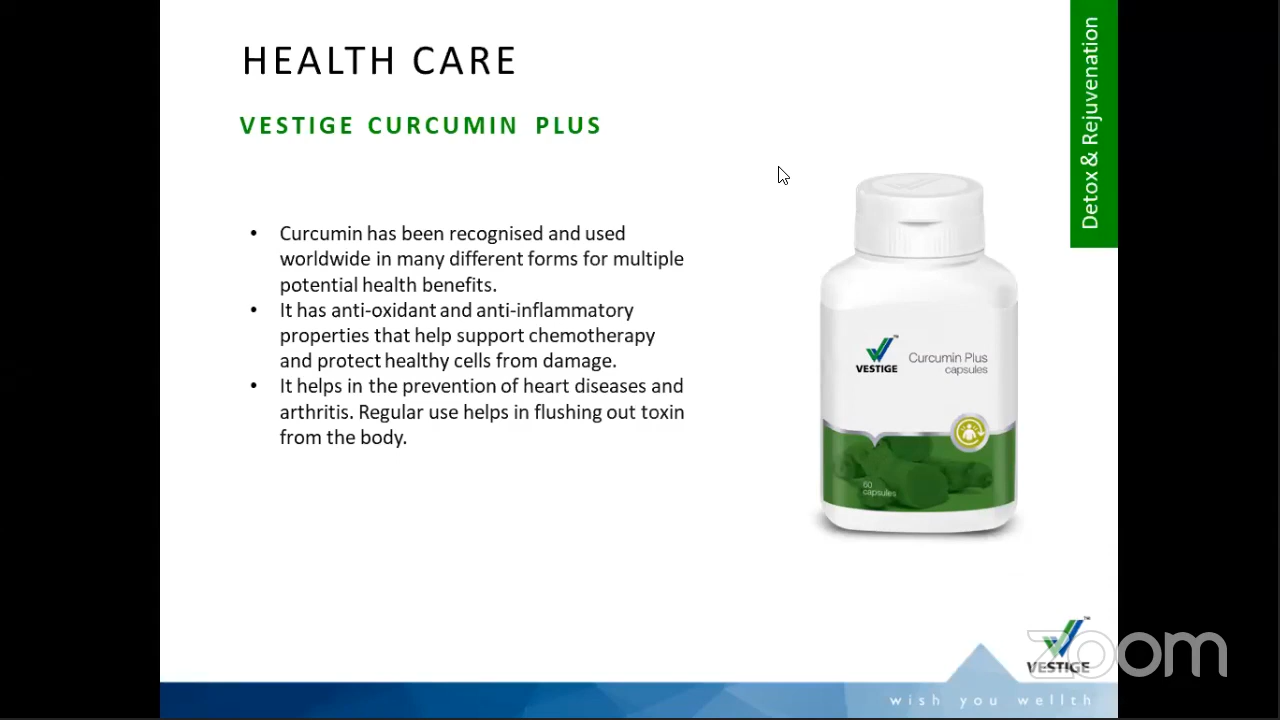 HEALTH CARE
VESTIGE CURCUMIN PLUS
Detox & Rejuvenation
• Curcumin has been recognised and used
worldwide in many different forms for multiple
potential health benefits.
• It has anti-oxidant and anti-inflammatory
properties that help support chemotherapy
and protect healthy cells from damage.
• It helps in the prevention of heart diseases and
arthritis. Regular use helps in flushing out toxin
from the body.
VESTIGE
TM
Curcumin Plus
capsules
60
capsules
TM
VESTIGE
zoom
wish you wellth